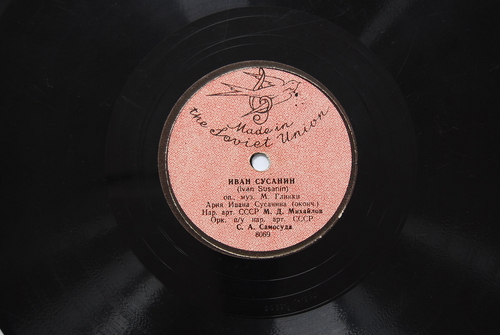 Made in
the Soviet Union
ИВАН СУСАНИН
(Ivan Susanin)
оп., муз. М. Глинки
Ария Ивана Сусанина (оконч.)
Нар. арт. СССР М. Д. Михайлов
Орк. п/у нар. арт. СССР
С. А. Самосуда
8069